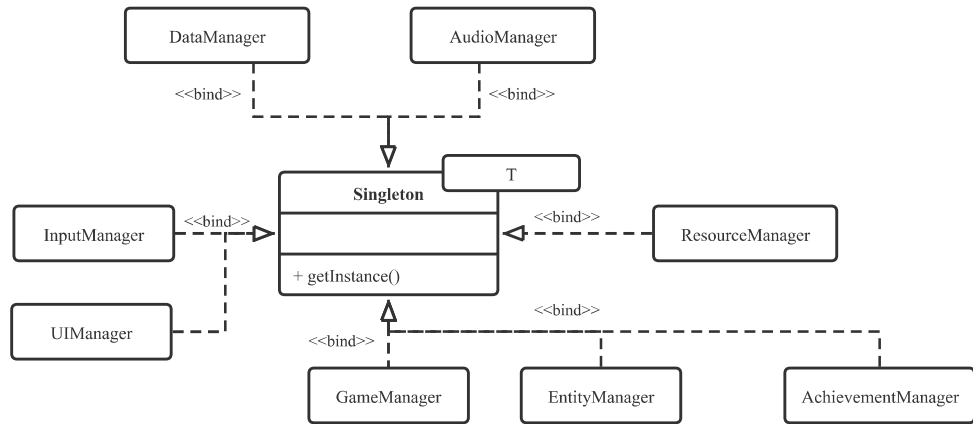 DataManager
AudioManager
<<bind>>
<<bind>>
T
Singleton
InputManager
<<bind>>
<<bind>>
ResourceManager
+ getInstance()
UIManager
<<bind>>
<<bind>>
GameManager
EntityManager
AchievementManager